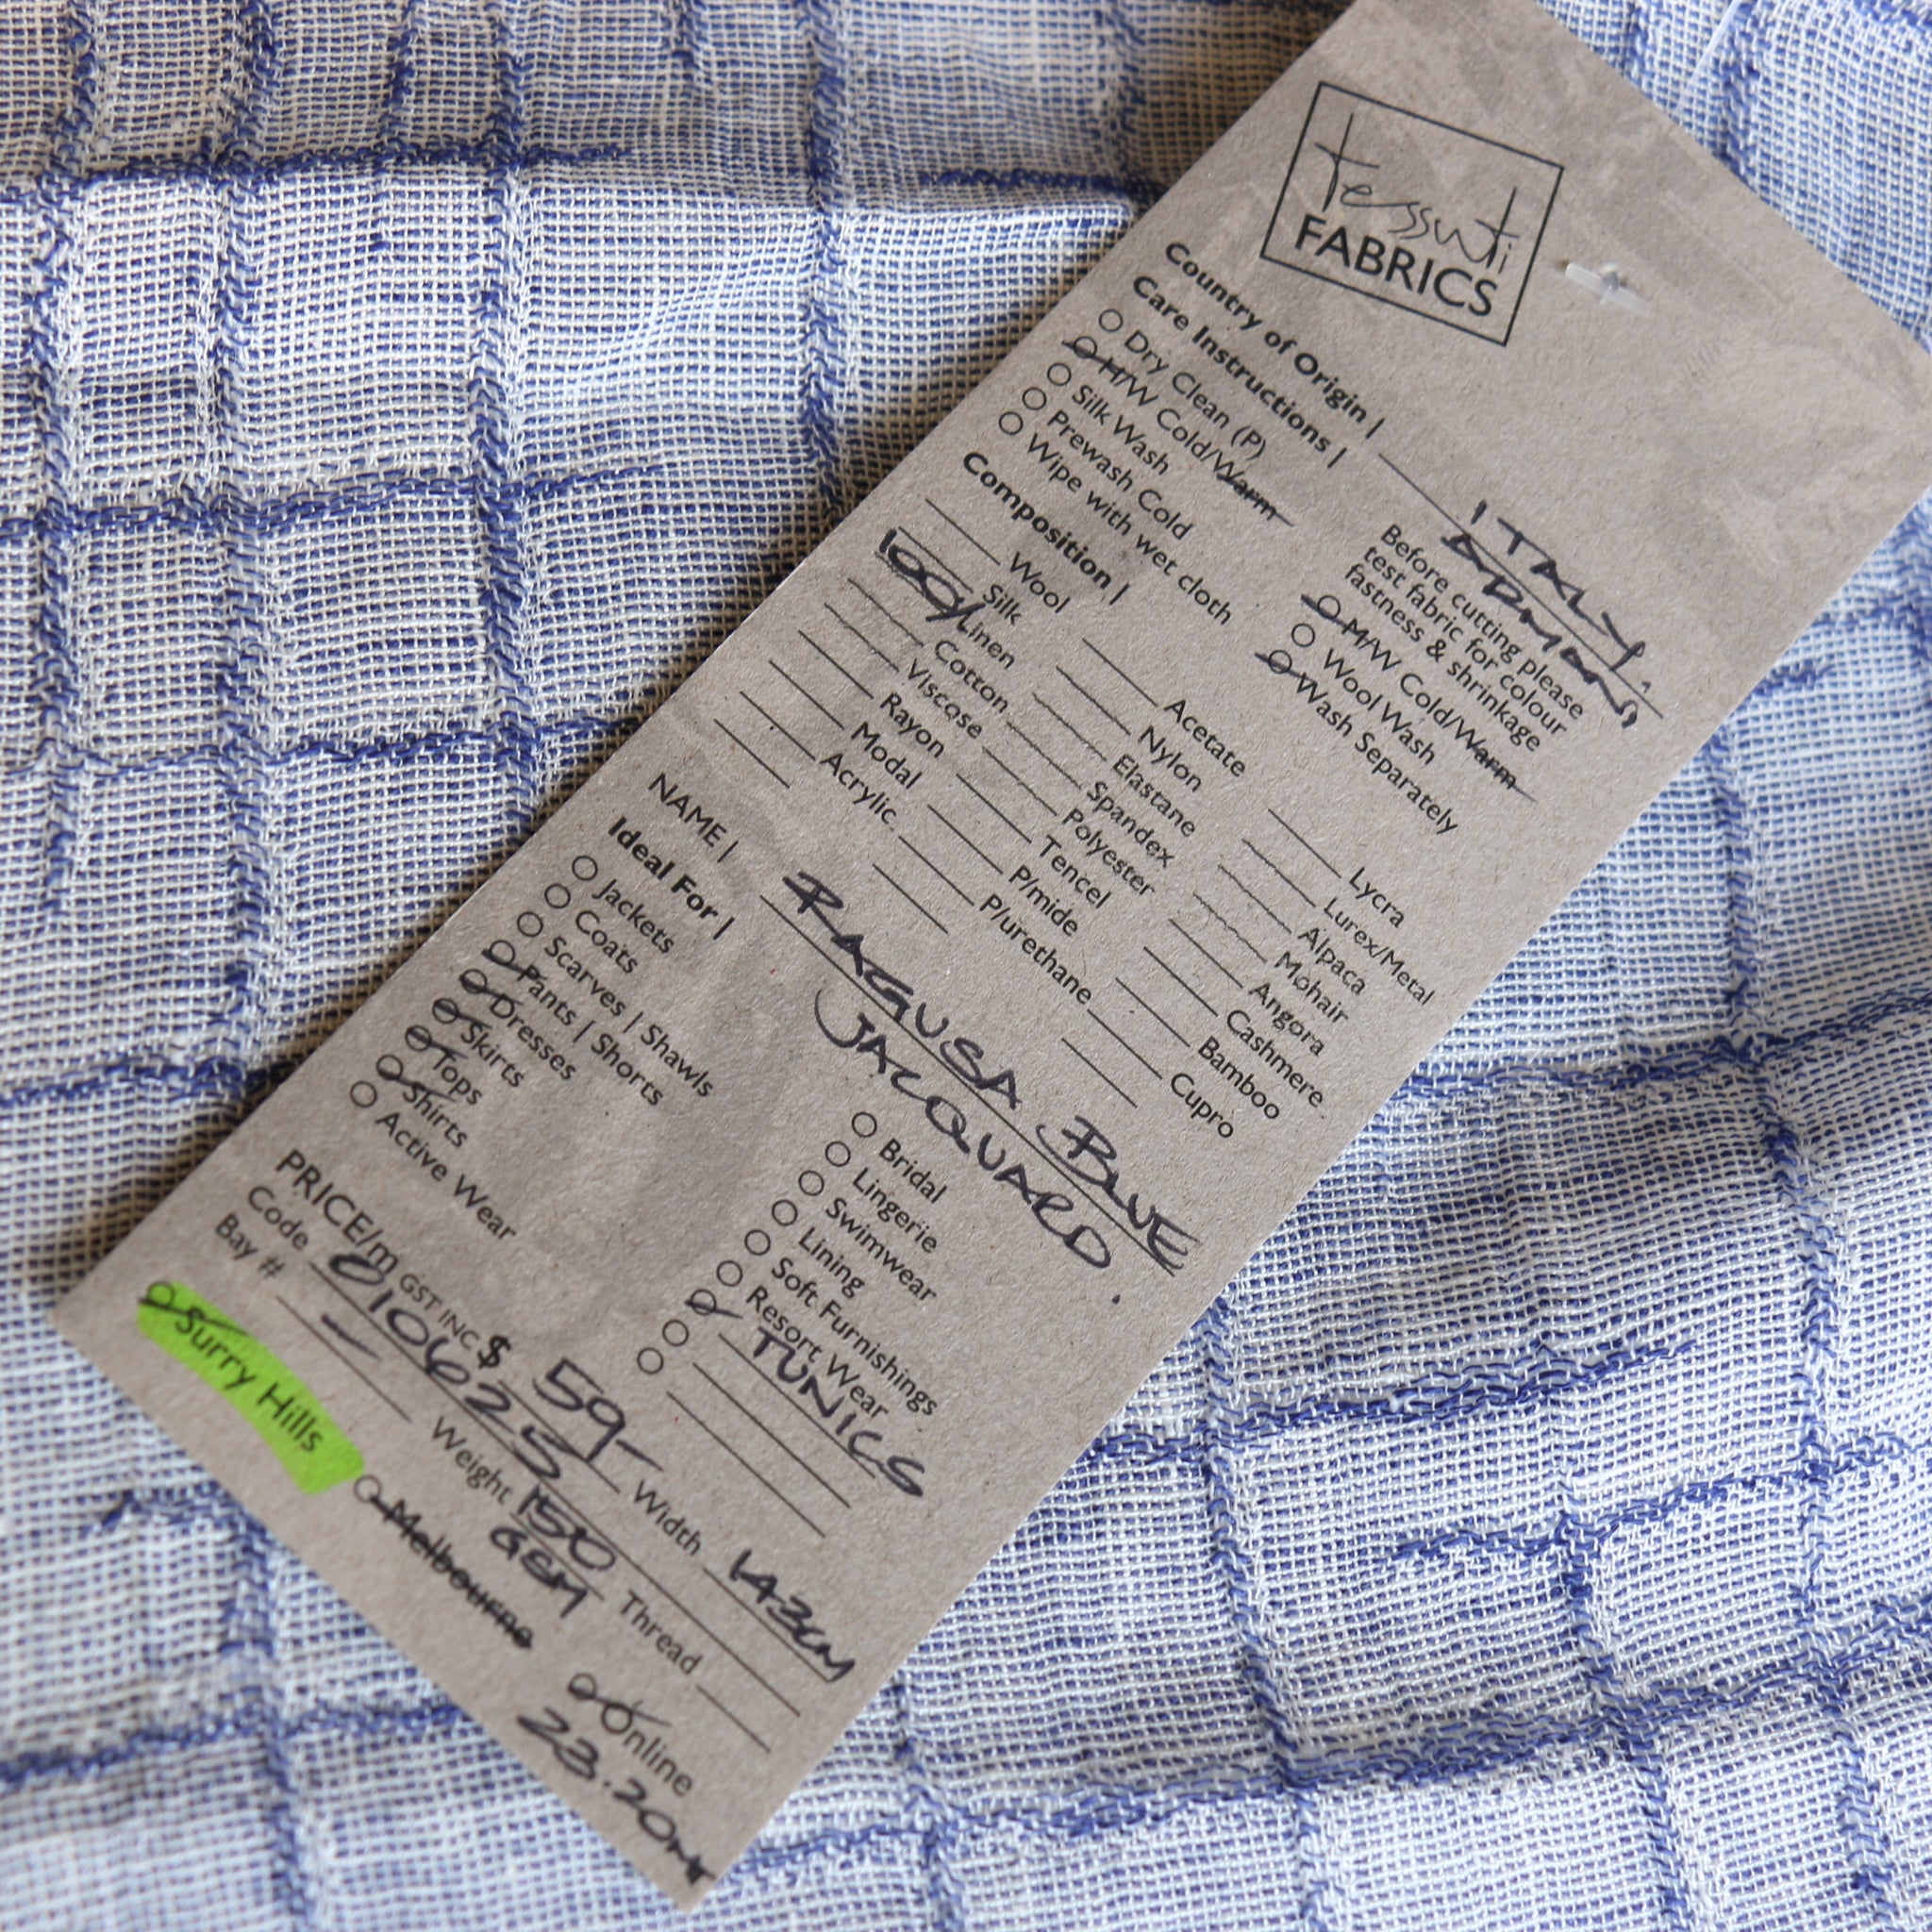 tessuti
FABRICS
Country of Origin | ITALY.
Care Instructions | ARMANI
Dry Clean (P)
H/W Cold/Warm
Silk Wash
Prewash Cold
Wipe with wet cloth
Before cutting please
test fabric for colour
fastness & shrinkage
M/W Cold/Warm
Wool Wash
Wash Separately
Composition |
Wool
Silk
100% Linen
Cotton
Viscose
Rayon
Modal
Acrylic
Acetate
Nylon
Elastane
Spandex
Polyester
Tencel
P/mide
P/urethane
Lycra
Lurex/Metal
Alpaca
Mohair
Angora
Cashmere
Bamboo
Cupro
NAME | RAGUSA BLUE
JACQUARD
Ideal For |
Jackets
Coats
Scarves | Shawls
Pants | Shorts
Dresses
Skirts
Tops
Shirts
Active Wear
Bridal
Lingerie
Swimwear
Lining
Soft Furnishings
Resort Wear
TUNICS
PRICE/m GST INC $ 59- Width 143cm
Code 010625 Thread
Bay # - Weight 150
GSM
Surry Hills Melbourne Online
23.20mt